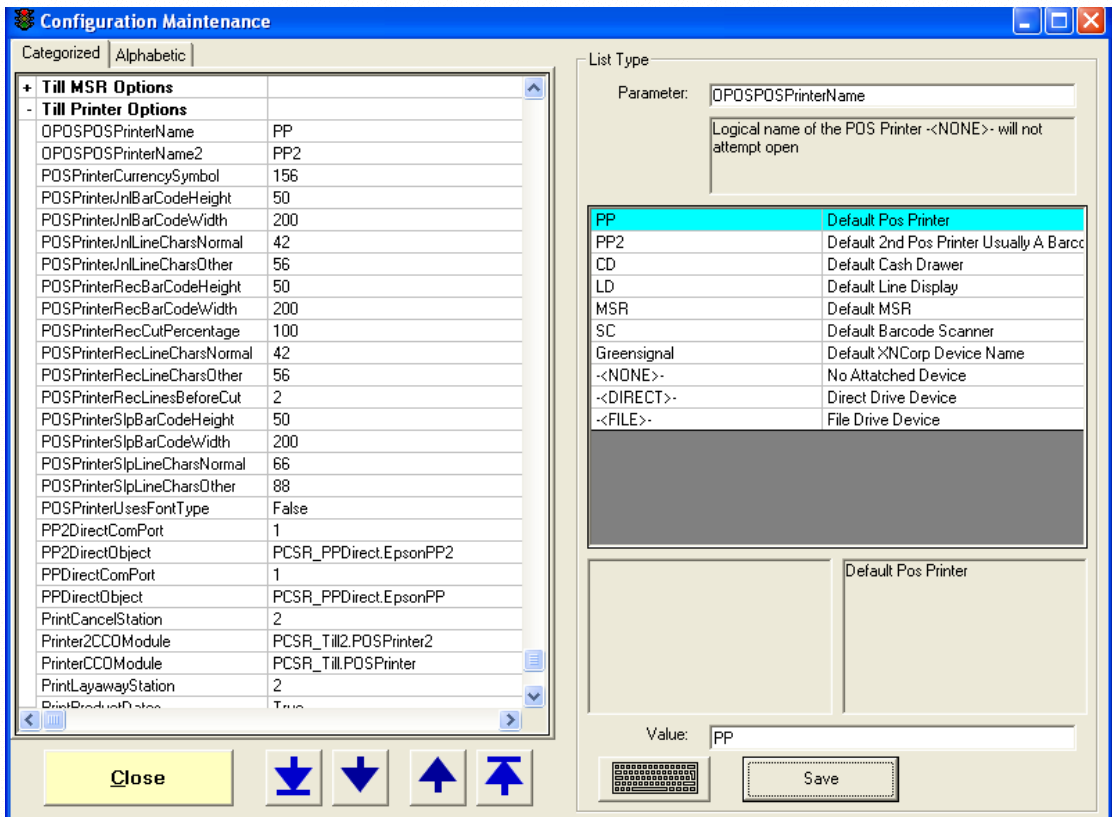 Configuration Maintenance
Categorized Alphabetic
+ Till MSR Options
- Till Printer Options
OPOSPOSPrinterName PP
OPOSPOSPrinterName2 PP2
POSPrinterCurrencySymbol 156
POSPrinterJnlBarCodeHeight 50
POSPrinterJnlBarCodeWidth 200
POSPrinterJnlLineCharsNormal 42
POSPrinterJnlLineCharsOther 56
POSPrinterRecBarCodeHeight 50
POSPrinterRecBarCodeWidth 200
POSPrinterRecCutPercentage 100
POSPrinterRecLineCharsNormal 42
POSPrinterRecLineCharsOther 56
POSPrinterRecLinesBeforeCut 2
POSPrinterSlpBarCodeHeight 50
POSPrinterSlpBarCodeWidth 200
POSPrinterSlpLineCharsNormal 66
POSPrinterSlpLineCharsOther 88
POSPrinterUsesFontType False
PP2DirectComPort 1
PP2DirectObject PCSR_PPDirect.EpsonPP2
PPDirectComPort 1
PPDirectObject PCSR_PPDirect.EpsonPP
PrintCancelStation 2
Printer2CCOModule PCSR_Till2.POSPrinter2
PrinterCCOModule PCSR_Till.POSPrinter
PrintLayawayStation 2
PrintProductDates True
Close
List Type
Parameter: OPOSPOSPrinterName
Logical name of the POS Printer -<NONE>- will not
attempt open
PP Default Pos Printer
PP2 Default 2nd Pos Printer Usually A Barco
CD Default Cash Drawer
LD Default Line Display
MSR Default MSR
SC Default Barcode Scanner
Greensignal Default XNCorp Device Name
-<NONE>- No Attatched Device
-<DIRECT>- Direct Drive Device
-<FILE>- File Drive Device
Default Pos Printer
Value: PP
Save